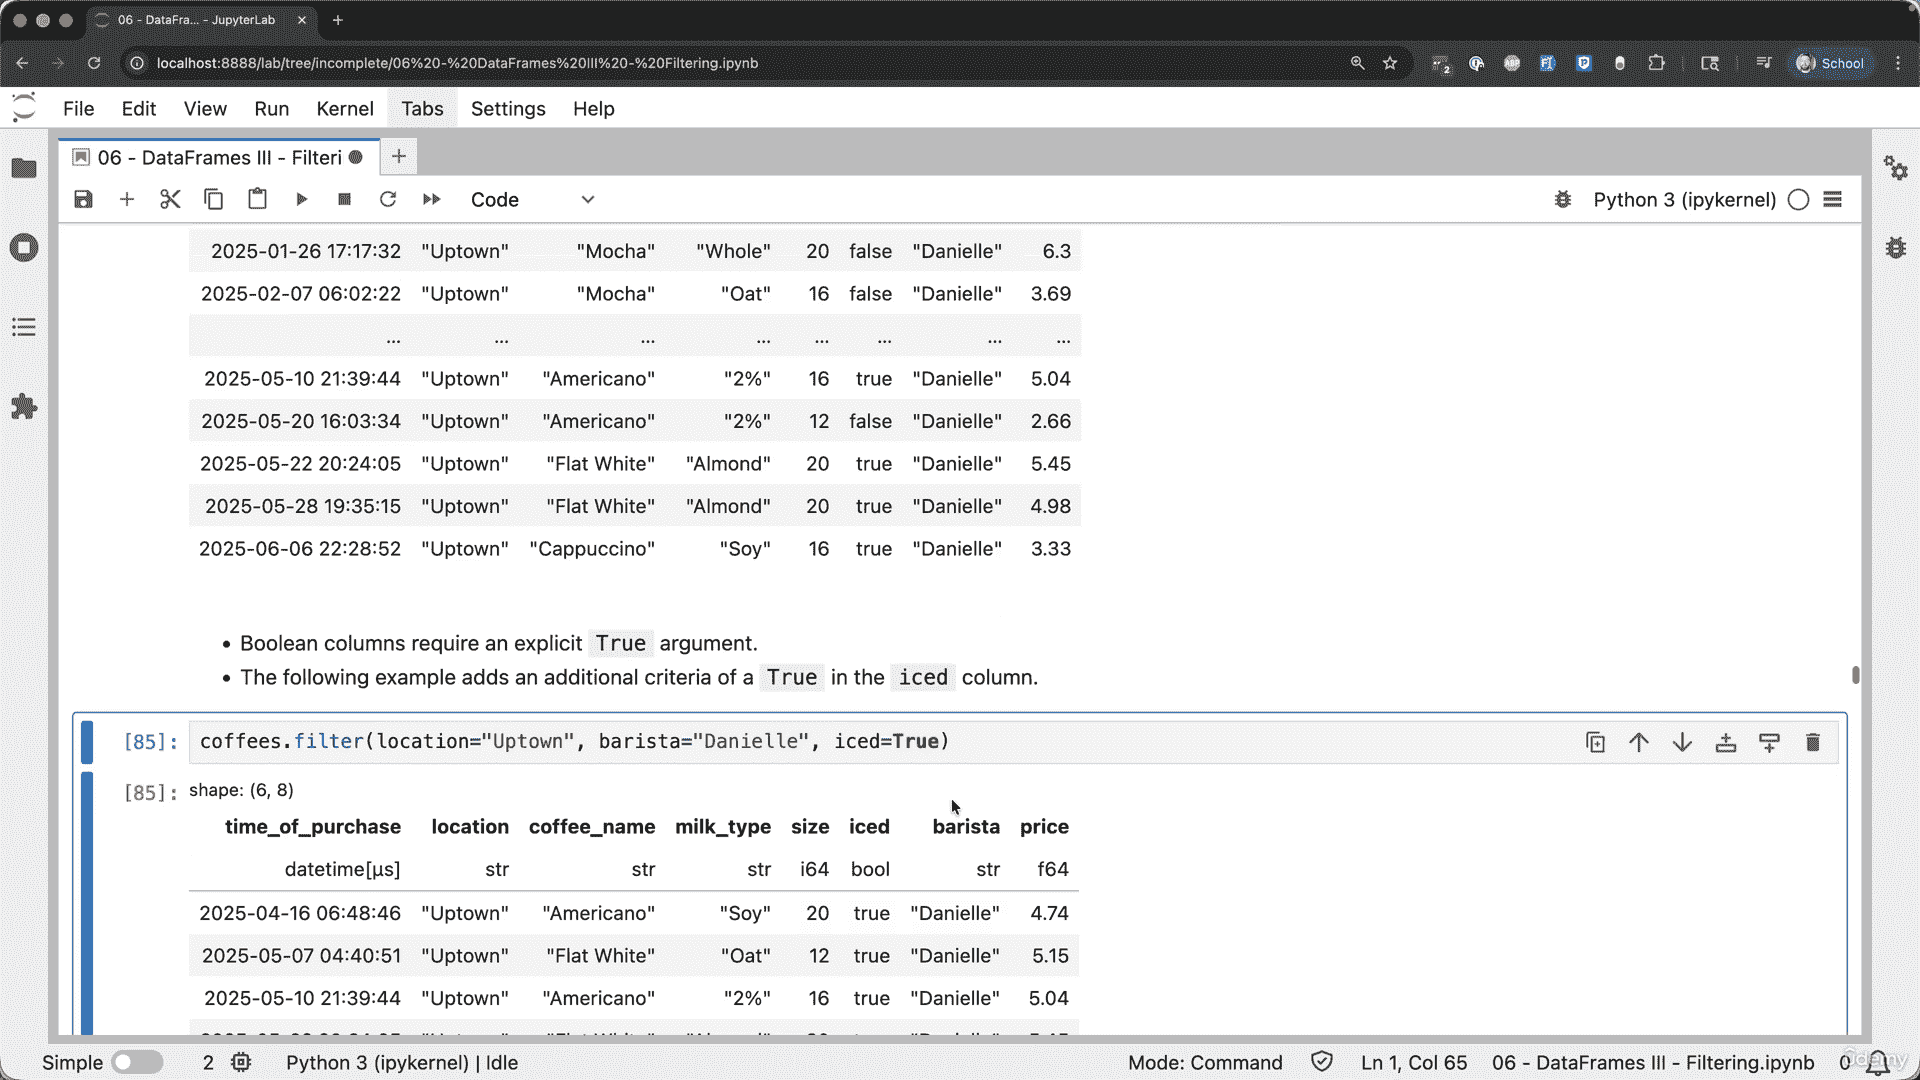 06 - DataFra... - JupyterLab
localhost:8888/lab/tree/incomplete/06%20-%20DataFrames%20III%20-%20Filtering.ipynb
2
ABP
School
File Edit View Run Kernel Tabs Settings Help
06 - DataFrames III - Filteri
Code
Python 3 (ipykernel)
2025-01-26 17:17:32 "Uptown" "Mocha" "Whole" 20 false "Danielle" 6.3
2025-02-07 06:02:22 "Uptown" "Mocha" "Oat" 16 false "Danielle" 3.69
... ... ... ... ... ... ... ...
2025-05-10 21:39:44 "Uptown" "Americano" "2%" 16 true "Danielle" 5.04
2025-05-20 16:03:34 "Uptown" "Americano" "2%" 12 false "Danielle" 2.66
2025-05-22 20:24:05 "Uptown" "Flat White" "Almond" 20 true "Danielle" 5.45
2025-05-28 19:35:15 "Uptown" "Flat White" "Almond" 20 true "Danielle" 4.98
2025-06-06 22:28:52 "Uptown" "Cappuccino" "Soy" 16 true "Danielle" 3.33
• Boolean columns require an explicit True argument.
• The following example adds an additional criteria of a True in the iced column.
[85]: coffees.filter(location="Uptown", barista="Danielle", iced=True)
[85]: shape: (6, 8)
time_of_purchase location coffee_name milk_type size iced barista price
datetime[μs] str str str i64 bool str f64
2025-04-16 06:48:46 "Uptown" "Americano" "Soy" 20 true "Danielle" 4.74
2025-05-07 04:40:51 "Uptown" "Flat White" "Oat" 12 true "Danielle" 5.15
2025-05-10 21:39:44 "Uptown" "Americano" "2%" 16 true "Danielle" 5.04
Simple 2 Python 3 (ipykernel) | Idle Mode: Command Ln 1, Col 65 06 - DataFrames III - Filtering.ipynb 0
Udemy